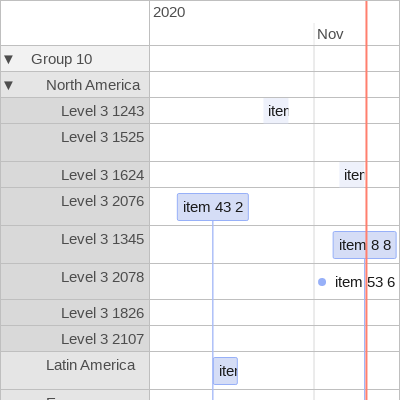 2020
Nov
▼ Group 10
▼ North America
Level 3 1243
iter
Level 3 1525
Level 3 1624
iter
Level 3 2076
item 43 2
Level 3 1345
item 8 8
Level 3 2078
item 53 6
Level 3 1826
Level 3 2107
Latin America
iter